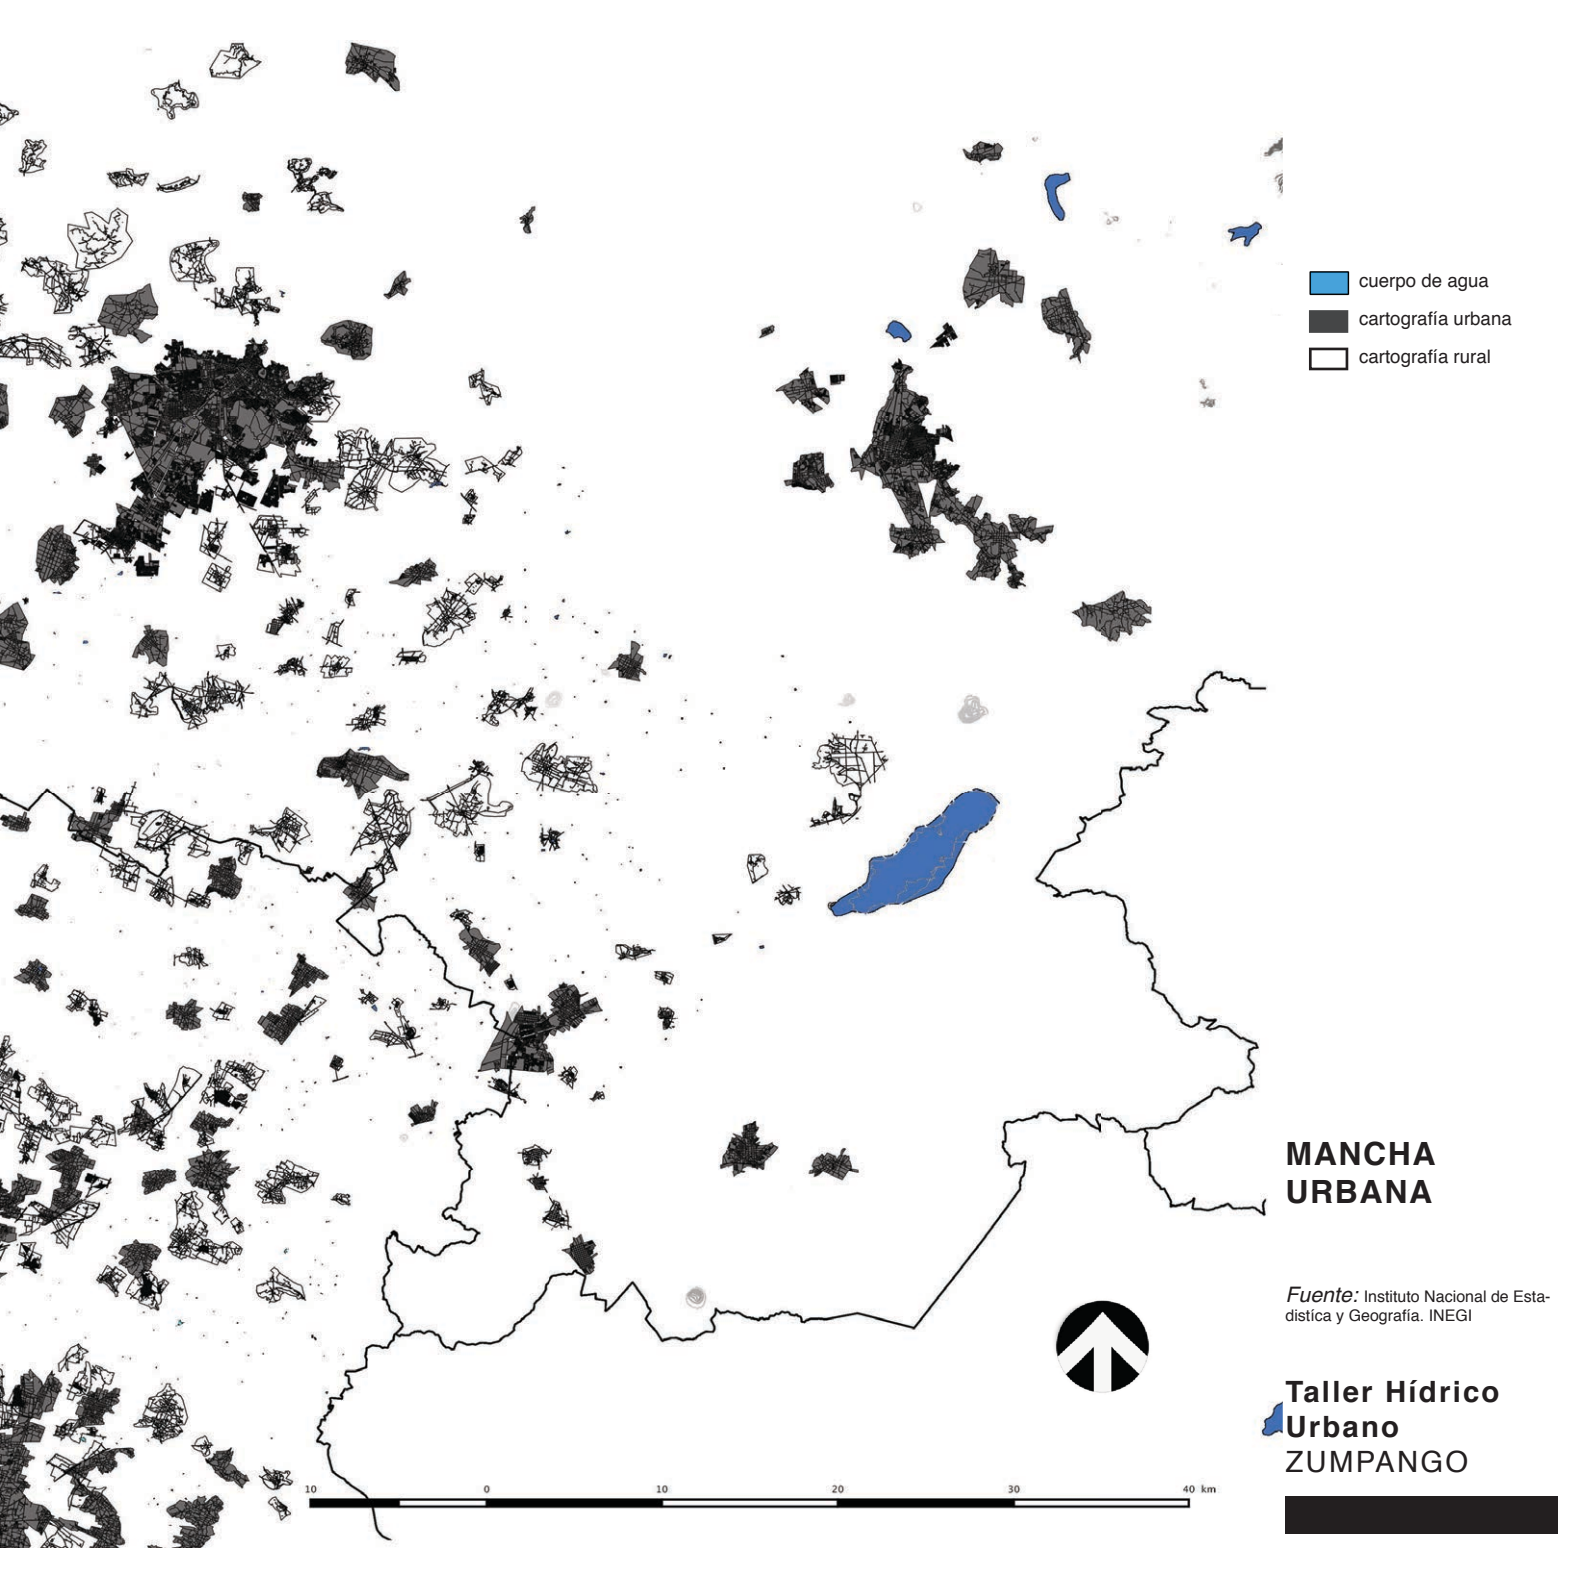 cuerpo de agua
cartografía urbana
cartografía rural
MANCHA
URBANA
Fuente: Instituto Nacional de Esta-
distíca y Geografía. INEGI
Taller Hídrico
Urbano
ZUMPANGO
10 0 10 20 30 40 km